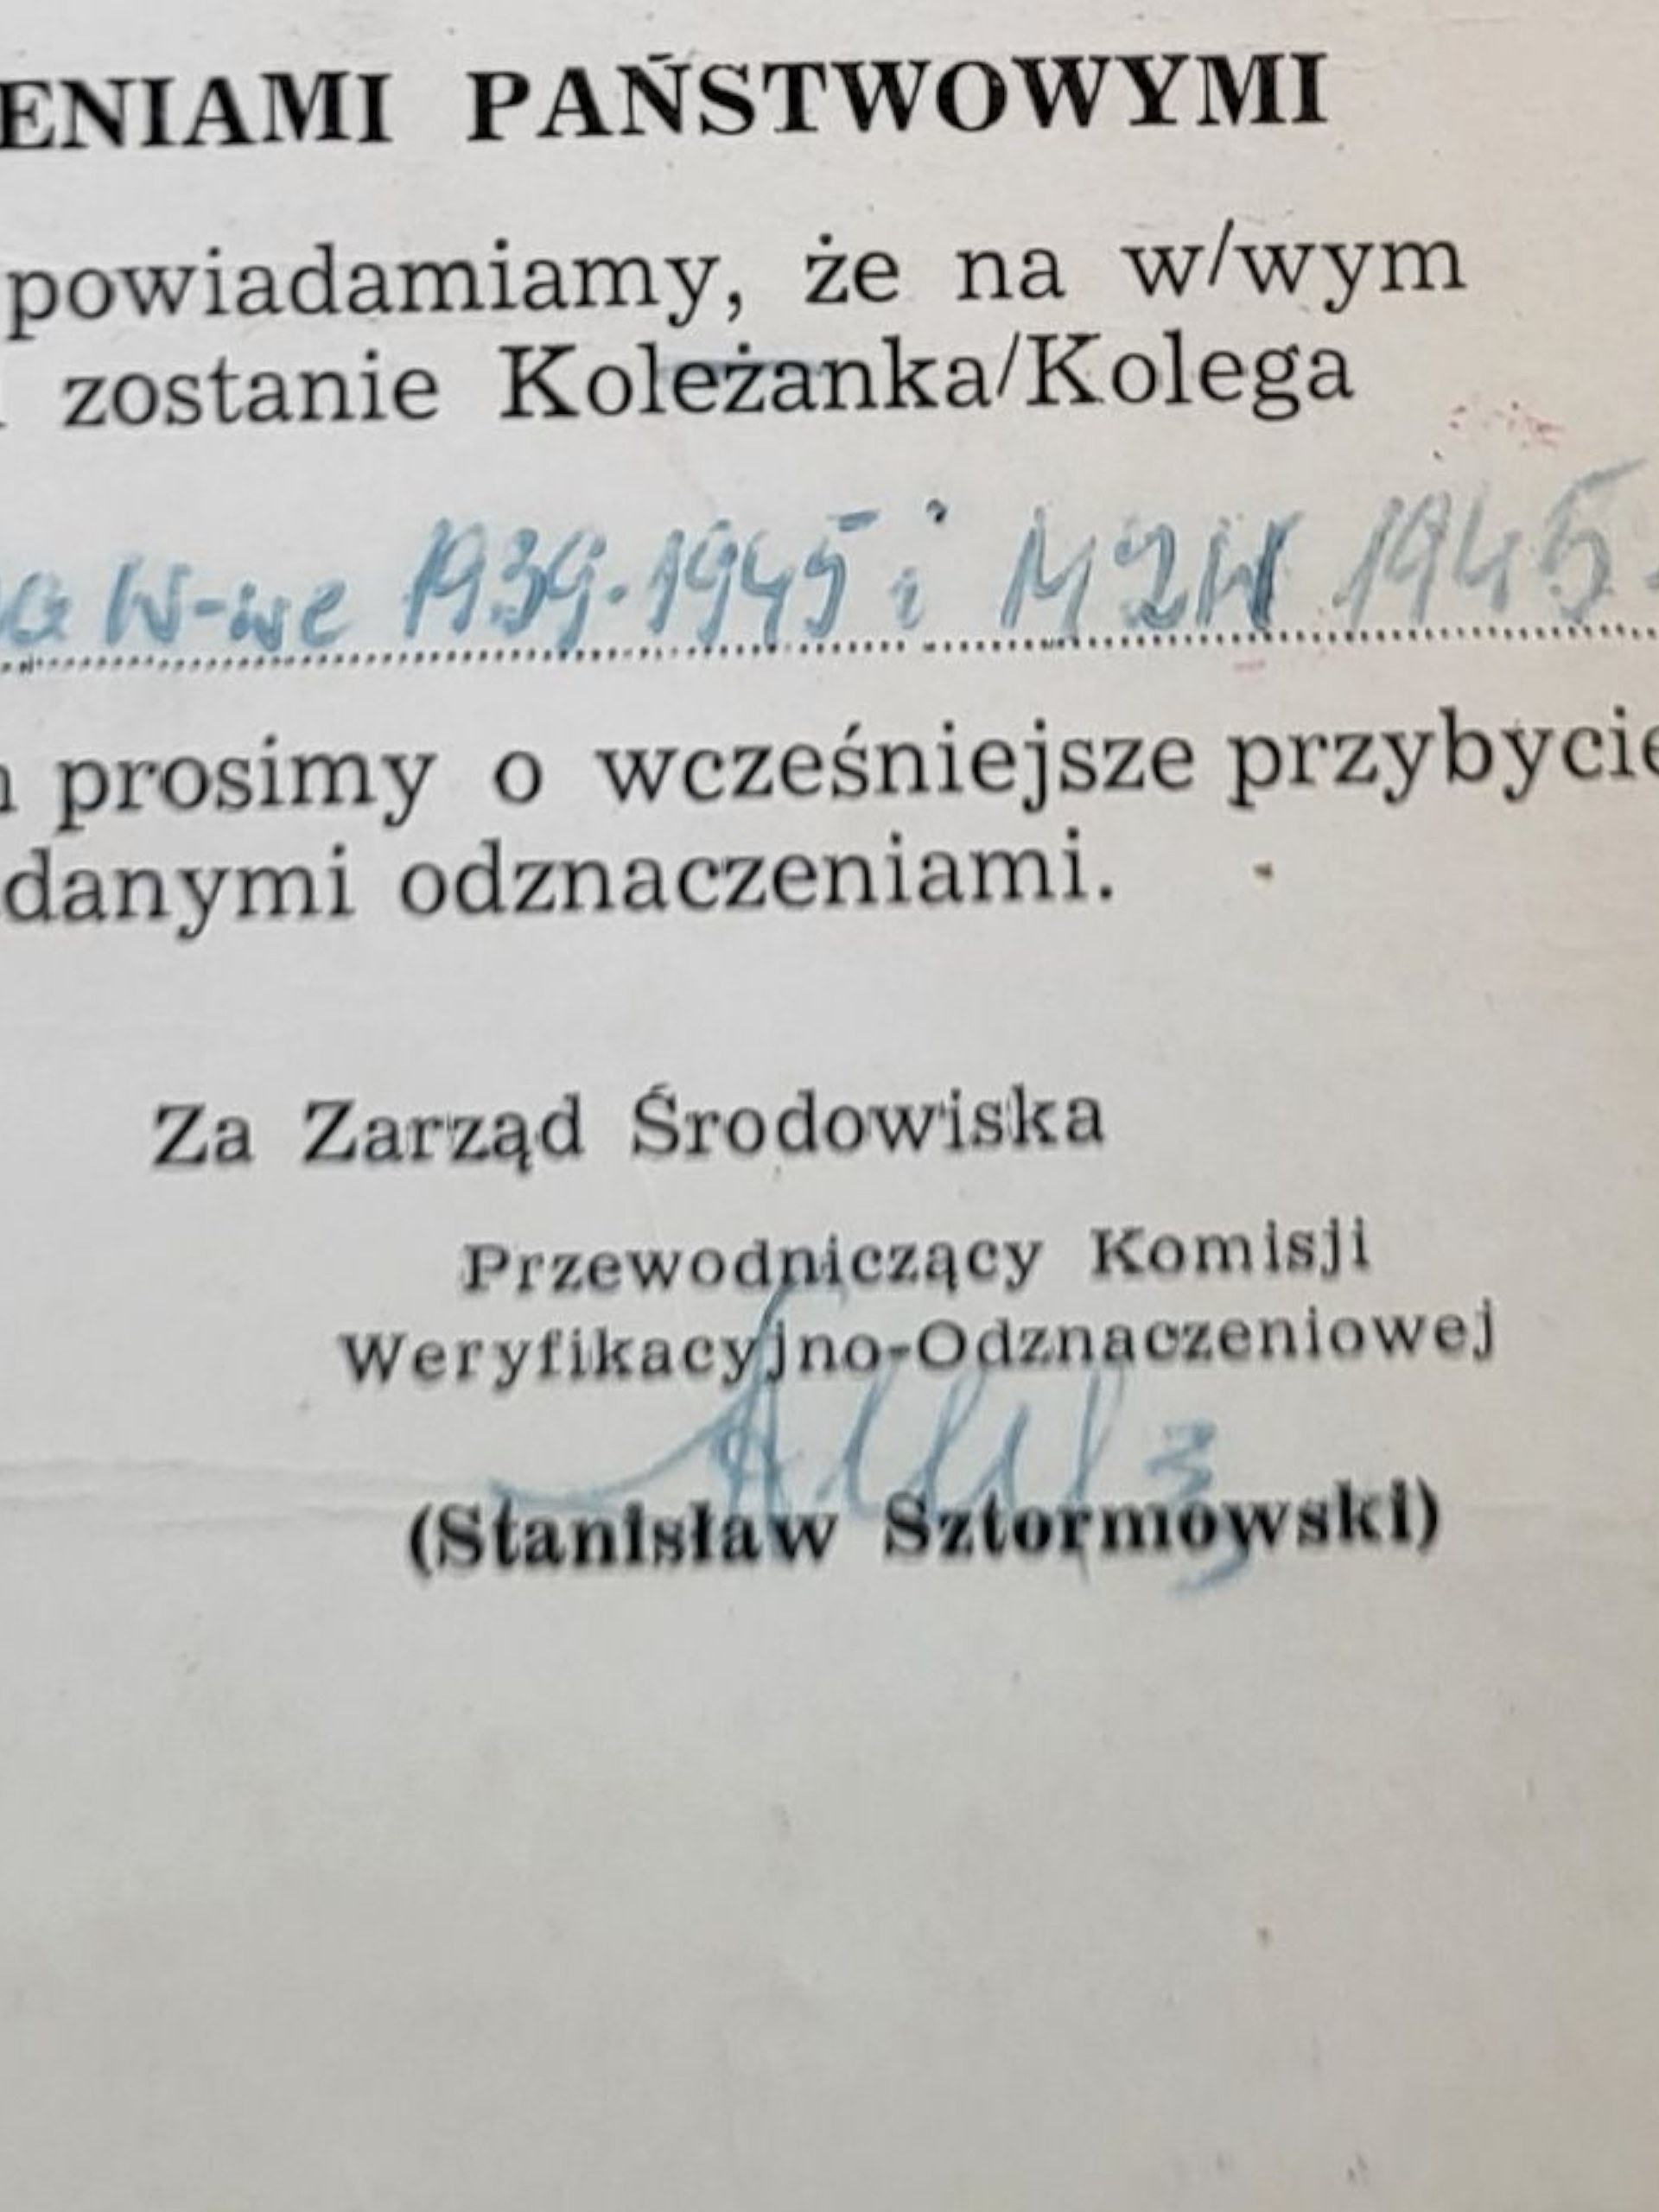 ENIAMI PAŃSTWOWYMI
powiadamiamy, że na w/wym
zostanie Koleżanka/Kolega
W-we 1939-1945 i MZW 1945
prosimy o wcześniejsze przybycie
danymi odznaczeniami.
Za Zarząd Środowiska
Przewodniczący Komisji
Weryfikacyjno-Odznaczeniowej
(Stanisław Sztormowski)